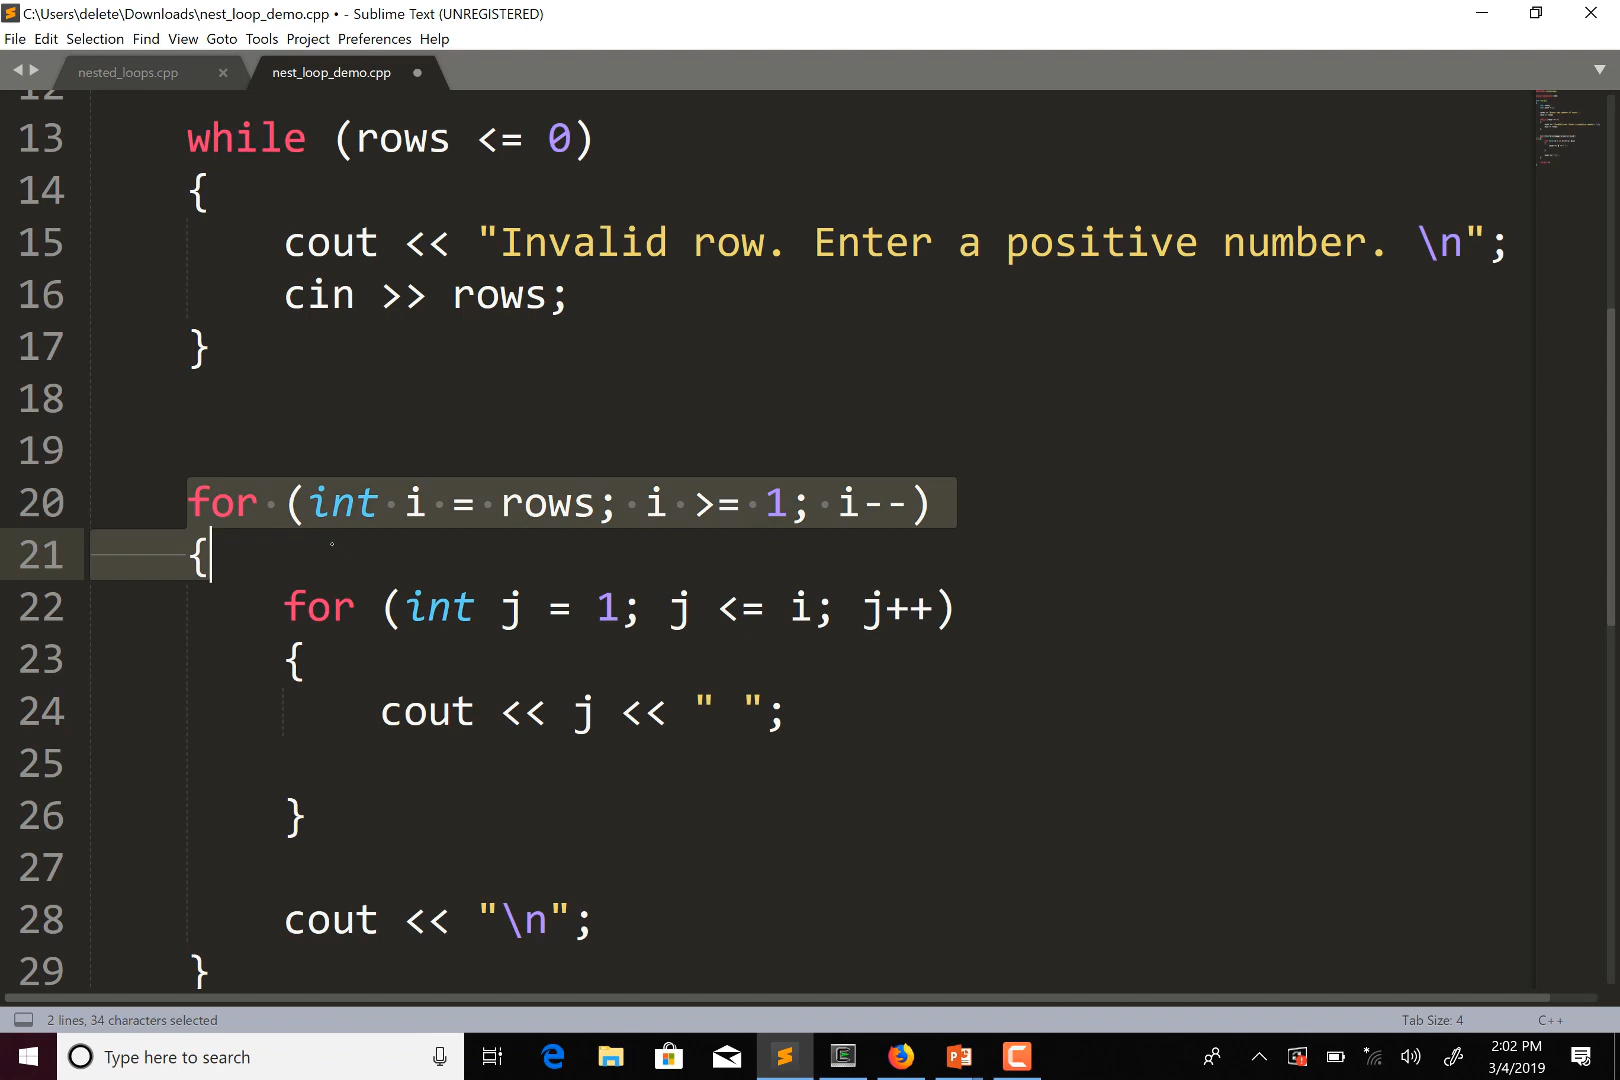 C:\Users\delete\Downloads\nest_loop_demo.cpp • - Sublime Text (UNREGISTERED)
File Edit Selection Find View Goto Tools Project Preferences Help
nested_loops.cpp × nest_loop_demo.cpp
12
13 while (rows <= 0)
14 {
15 cout << "Invalid row. Enter a positive number. \n";
16 cin >> rows;
17 }
18
19
20 for (int i = rows; i >= 1; i--)
21 {
22 for (int j = 1; j <= i; j++)
23 {
24 cout << j << " ";
25
26 }
27
28 cout << "\n";
29 }
2 lines, 34 characters selected Tab Size: 4 C++
Type here to search
2:02 PM
3/4/2019